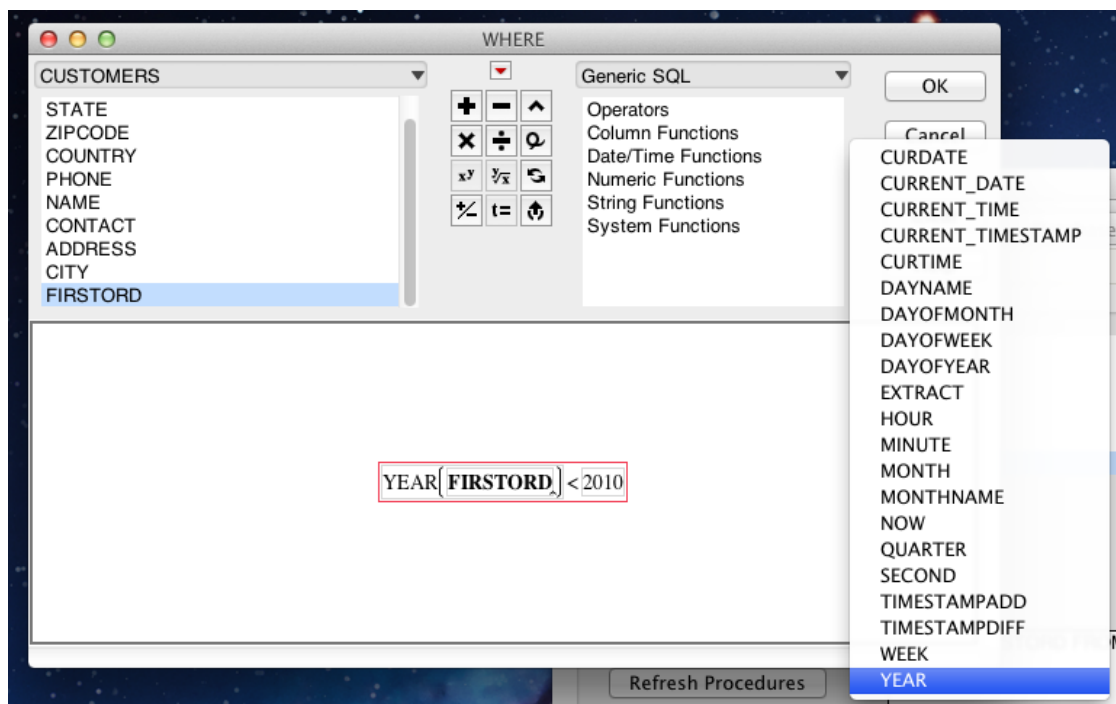 WHERE
CUSTOMERS
STATE
ZIPCODE
COUNTRY
PHONE
NAME
CONTACT
ADDRESS
CITY
FIRSTORD
t=
Generic SQL
Operators
Column Functions
Date/Time Functions
Numeric Functions
String Functions
System Functions
OK
Cancel
CURDATE
CURRENT_DATE
CURRENT_TIME
CURRENT_TIMESTAMP
CURTIME
DAYNAME
DAYOFMONTH
DAYOFWEEK
DAYOFYEAR
EXTRACT
HOUR
MINUTE
MONTH
MONTHNAME
NOW
QUARTER
SECOND
TIMESTAMPADD
TIMESTAMPDIFF
WEEK
YEAR
YEAR(FIRSTORD) < 2010
Refresh Procedures